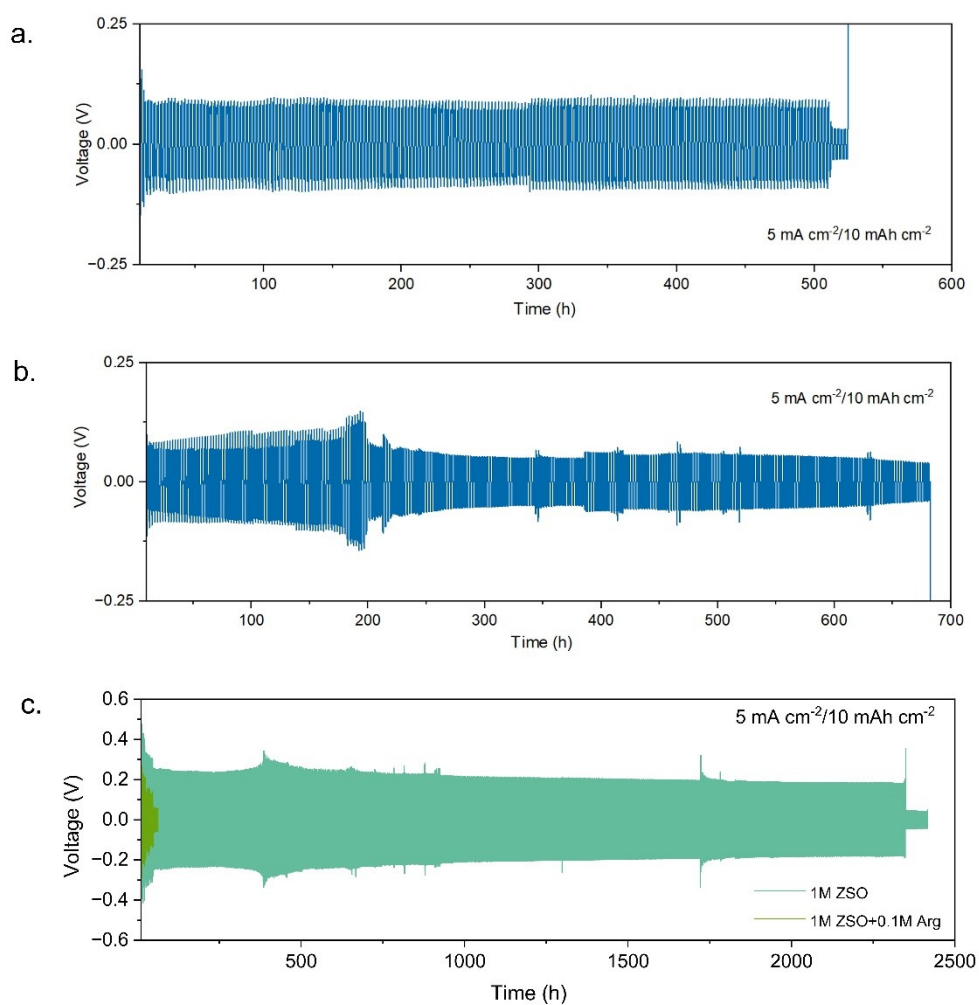 a.
0.25
0.00
−0.25
Voltage (V)
5 mA cm⁻²/10 mAh cm⁻²
100 200 300 400 500 600
Time (h)
b.
0.25
0.00
−0.25
Voltage (V)
5 mA cm⁻²/10 mAh cm⁻²
100 200 300 400 500 600 700
Time (h)
c.
0.6
0.4
0.2
0.0
−0.2
−0.4
−0.6
Voltage (V)
5 mA cm⁻²/10 mAh cm⁻²
1M ZSO
1M ZSO+0.1M Arg
500 1000 1500 2000 2500
Time (h)